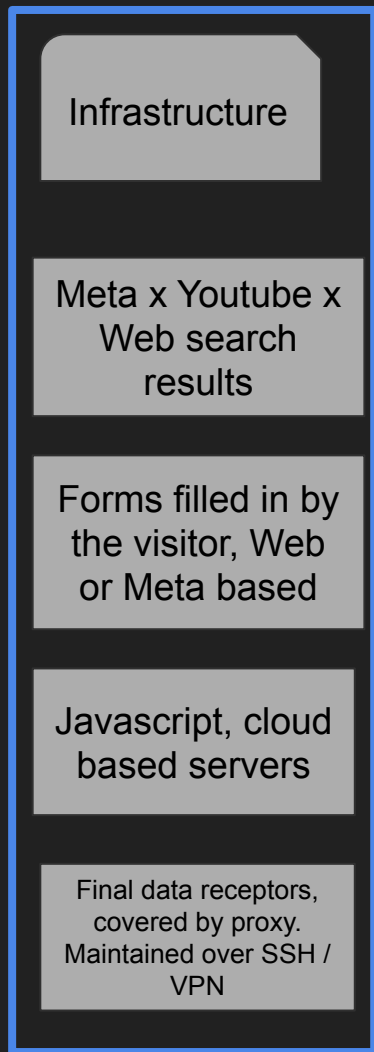 Infrastructure
Meta x Youtube x
Web search
results
Forms filled in by
the visitor, Web
or Meta based
Javascript, cloud
based servers
Final data receptors,
covered by proxy.
Maintained over SSH /
VPN